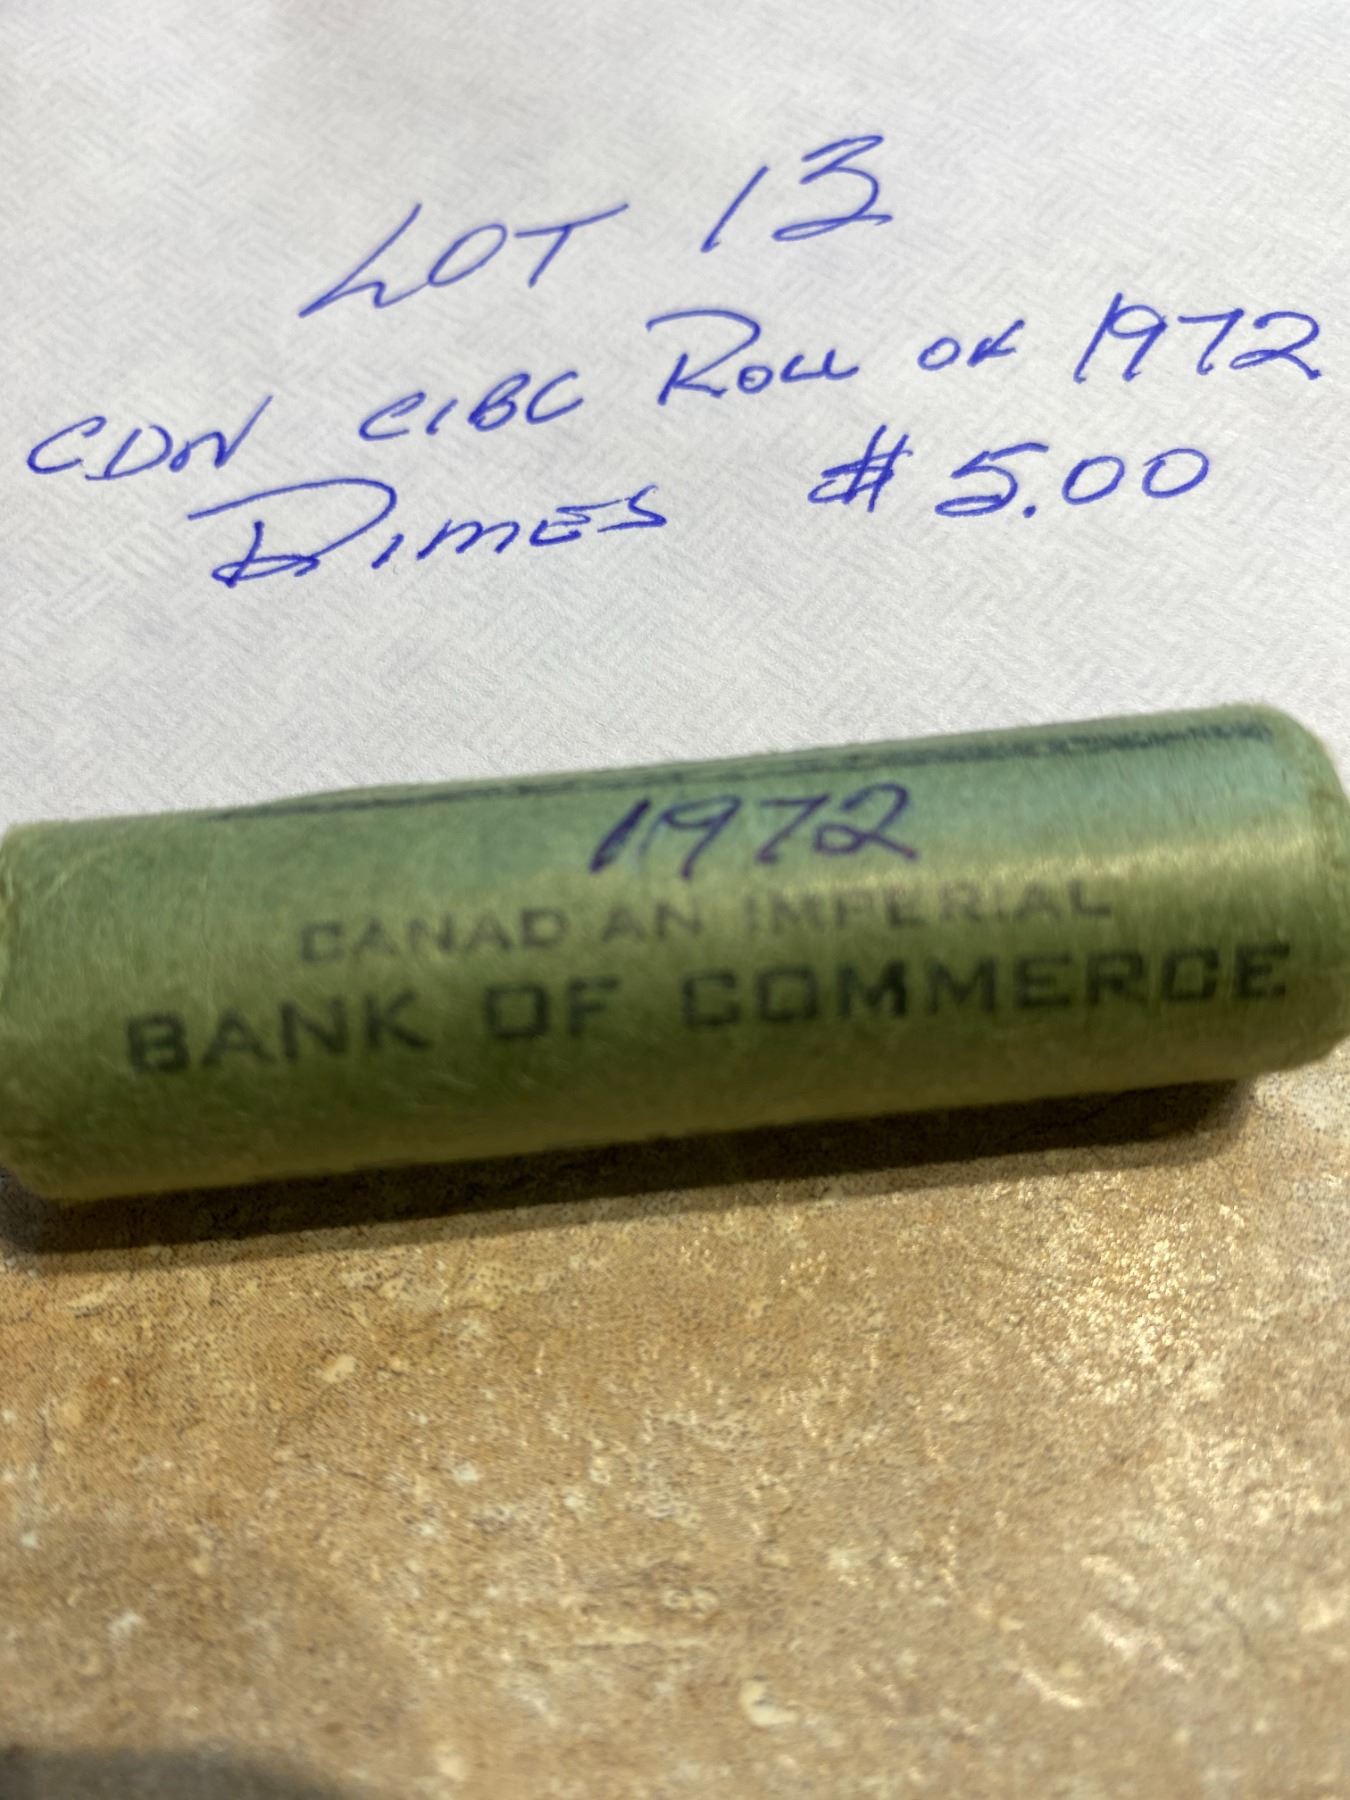 LOT 13
CDN CIBC ROLL OF 1972
DIMES $5.00
1972
CANADIAN IMPERIAL
BANK OF COMMERCE